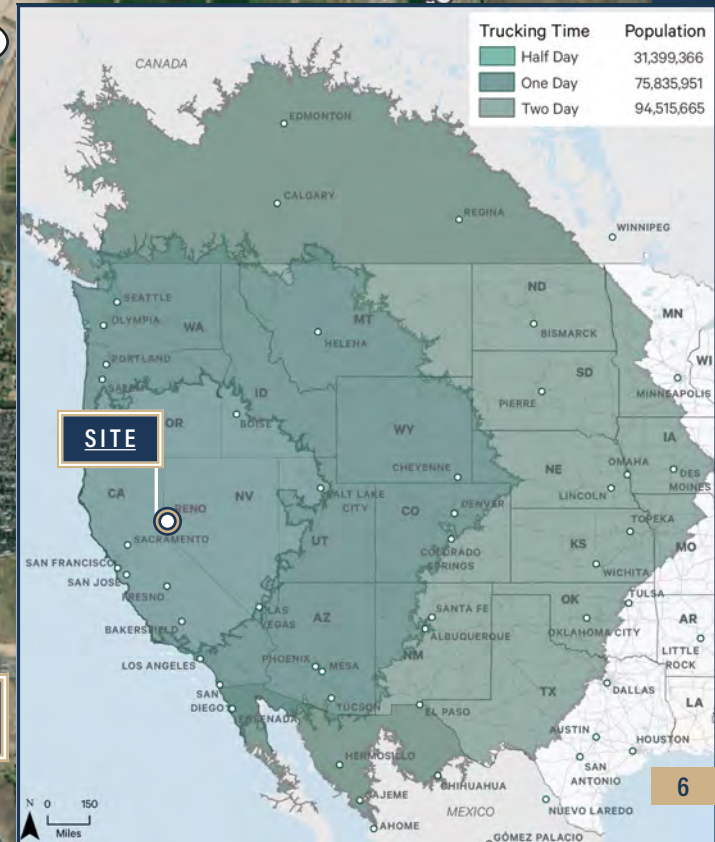 Trucking Time Population
Half Day 31,399,366
One Day 75,835,951
Two Day 94,515,665
CANADA
EDMONTON
CALGARY
REGINA
WINNIPEG
SEATTLE
OLYMPIA
WA
MT
ND
MN
HELENA
BISMARCK
PORTLAND
WI
ID
SD
MINNEAPOLIS
PIERRE
OR
BOISE
WY
IA
SITE
CHEYENNE
NE
OMAHA
DES MOINES
LINCOLN
CA
NV
SALT LAKE CITY
RENO
CO
DENVER
SACRAMENTO
UT
COLORADO SPRINGS
KS
TOPEKA
MO
SAN FRANCISCO
SAN JOSE
WICHITA
FRESNO
TULSA
LAS VEGAS
SANTA FE
OK
AR
BAKERSFIELD
AZ
ALBUQUERQUE
OKLAHOMA CITY
LITTLE ROCK
LOS ANGELES
PHOENIX
MESA
NM
SAN DIEGO
TUCSON
EL PASO
TX
DALLAS
LA
ENSENADA
AUSTIN
HOUSTON
HERMOSILLO
CHIHUAHUA
SAN ANTONIO
CAJEME
MEXICO
NUEVO LAREDO
AHOME
GÓMEZ PALACIO
N 0 150
Miles
6